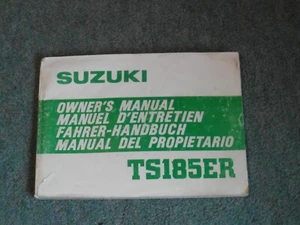 SUZUKI
OWNER'S MANUAL
MANUEL D'ENTRETIEN
FAHRER-HANDBUCH
MANUAL DEL PROPIETARIO
TS185ER